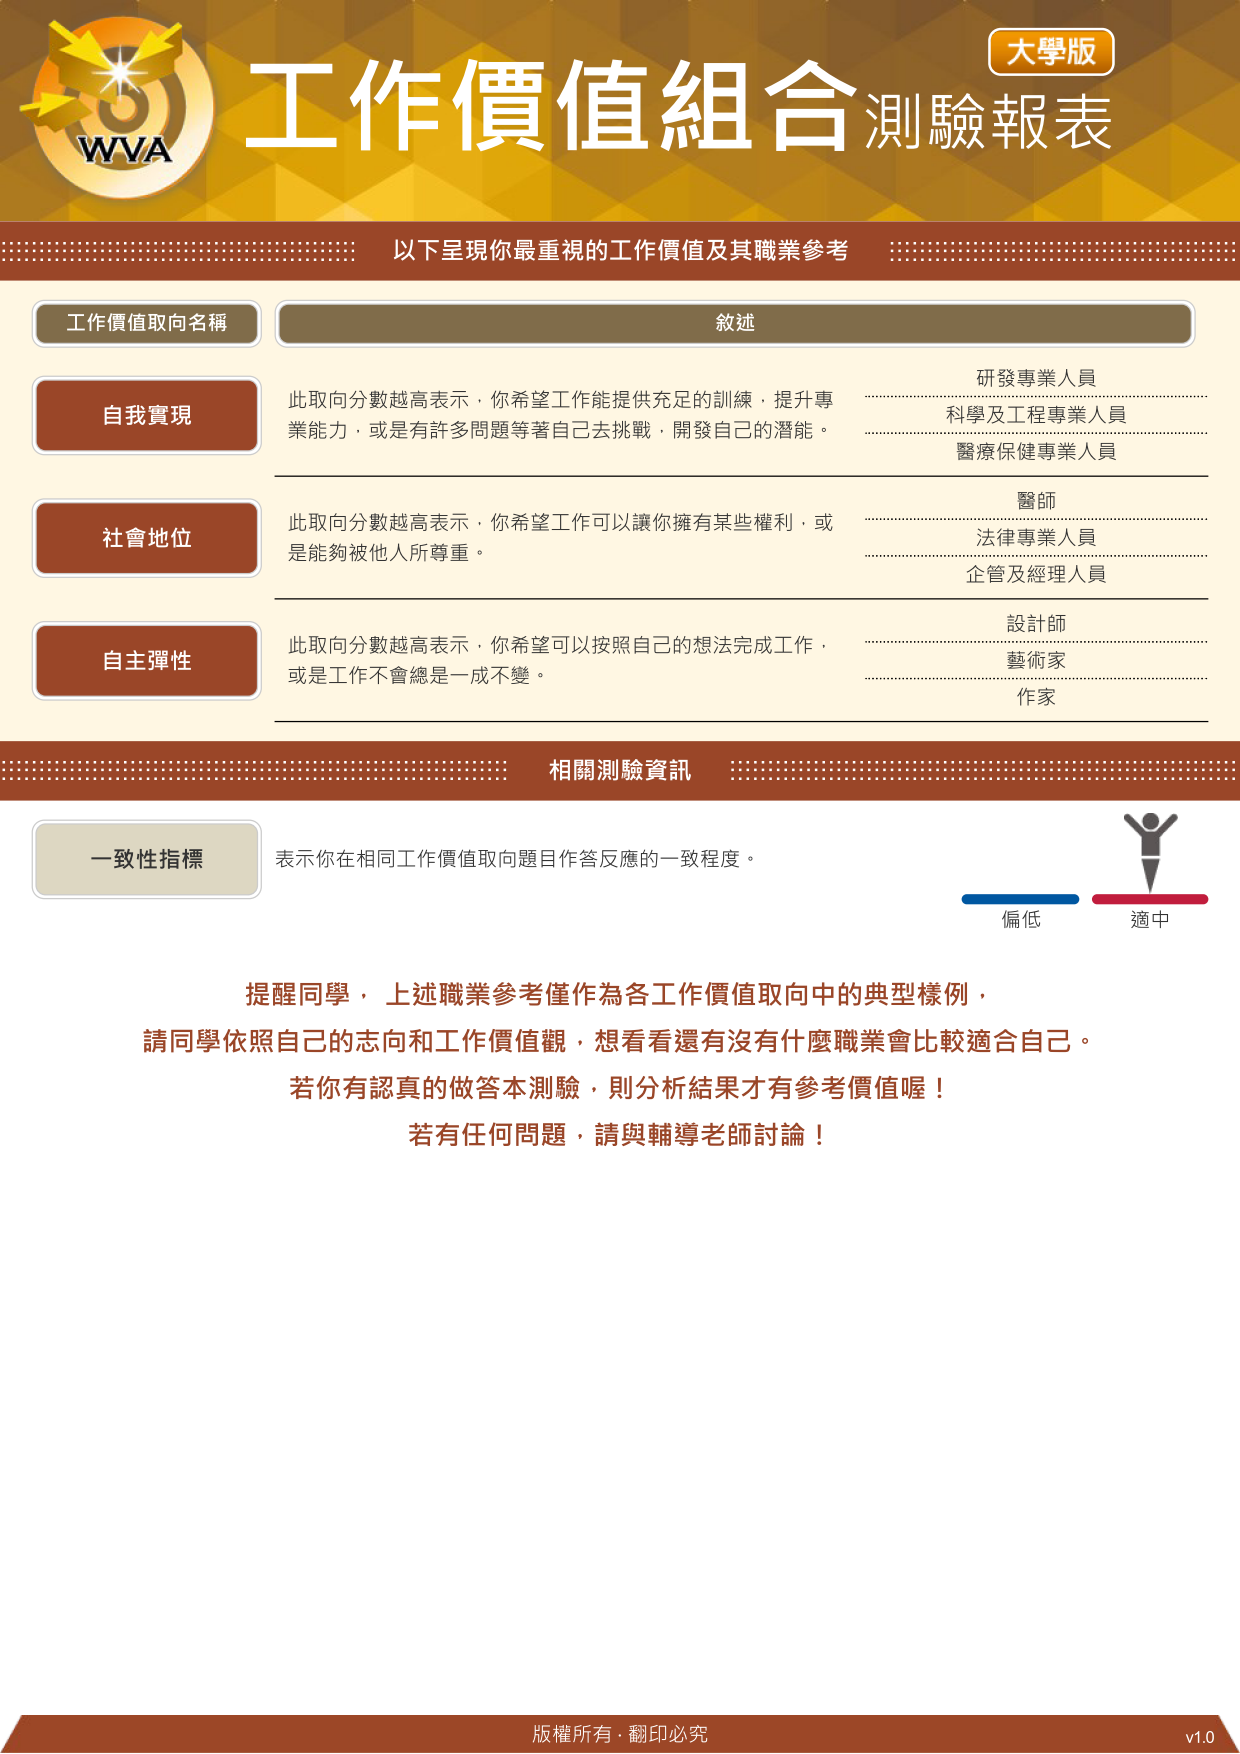 WVA
工作價值組合測驗報表
大學版
以下呈現你最重視的工作價值及其職業參考
工作價值取向名稱
敘述
自我實現
此取向分數越高表示，你希望工作能提供充足的訓練，提升專
業能力，或是有許多問題等著自己去挑戰，開發自己的潛能。
研發專業人員
科學及工程專業人員
醫療保健專業人員
社會地位
此取向分數越高表示，你希望工作可以讓你擁有某些權利，或
是能夠被他人所尊重。
醫師
法律專業人員
企管及經理人員
自主彈性
此取向分數越高表示，你希望可以按照自己的想法完成工作，
或是工作不會總是一成不變。
設計師
藝術家
作家
相關測驗資訊
一致性指標
表示你在相同工作價值取向題目作答反應的一致程度。
偏低
適中
提醒同學， 上述職業參考僅作為各工作價值取向中的典型樣例，
請同學依照自己的志向和工作價值觀，想看看還有沒有什麼職業會比較適合自己。
若你有認真的做答本測驗，則分析結果才有參考價值喔！
若有任何問題，請與輔導老師討論！
版權所有 · 翻印必究
v1.0